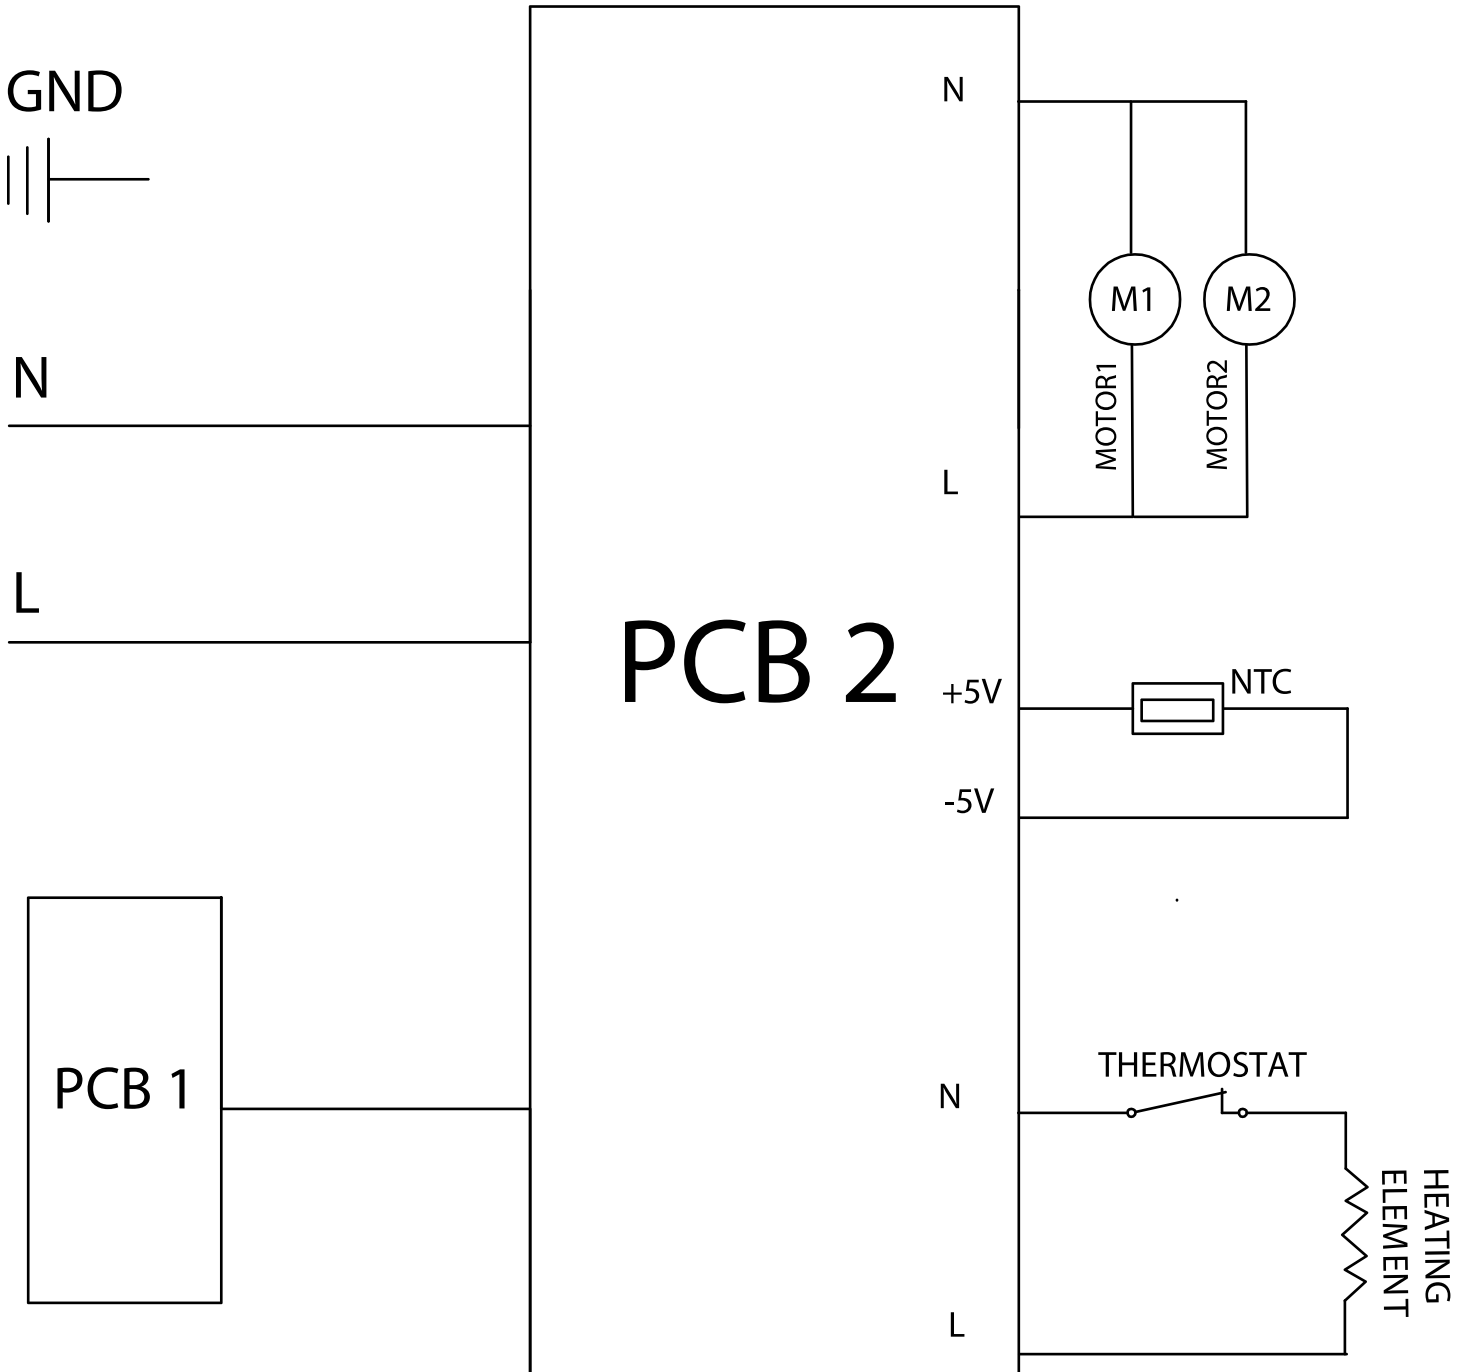 GND
N
L
PCB 1
PCB 2
N
L
+5V
-5V
N
L
M1
M2
MOTOR1
MOTOR2
NTC
THERMOSTAT
HEATING
ELEMENT